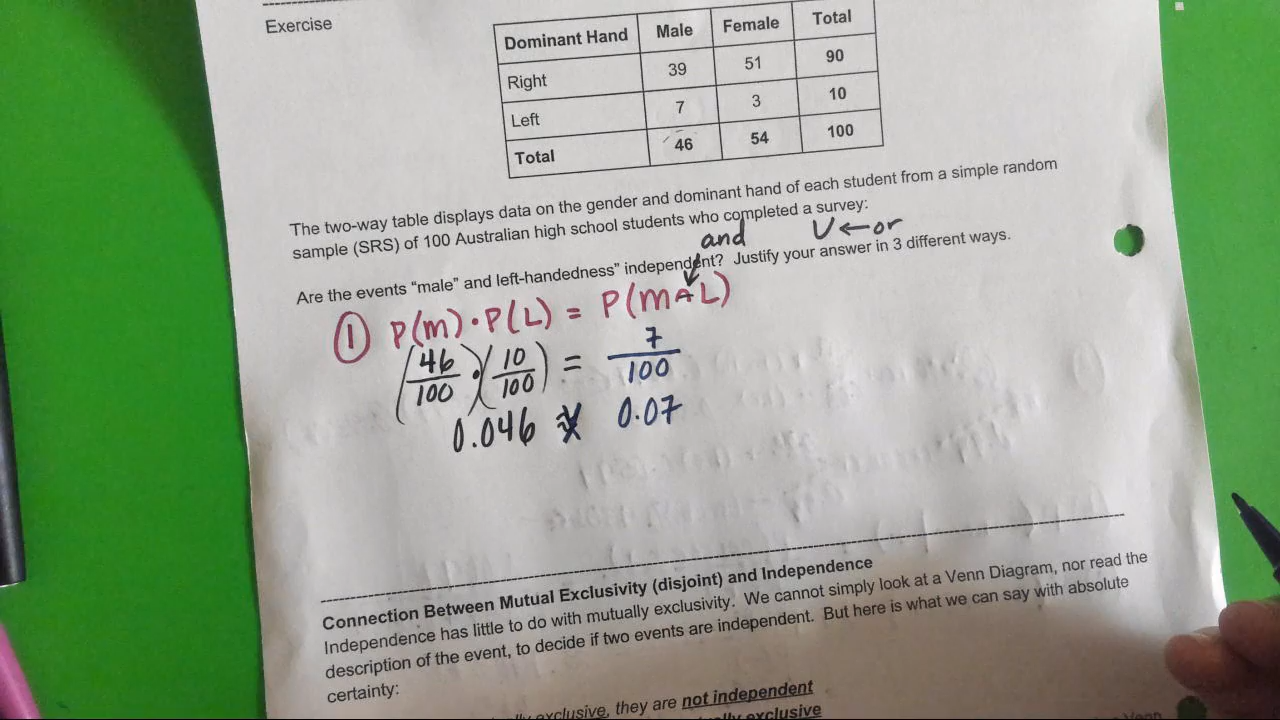 Exercise
Dominant Hand Male Female Total
Right 39 51 90
Left 7 3 10
Total 46 54 100
The two-way table displays data on the gender and dominant hand of each student from a simple random
sample (SRS) of 100 Australian high school students who completed a survey:
and U ← or
Are the events “male” and left-handedness” independent? Justify your answer in 3 different ways.
① P(m) · P(L) = P(m ∩ L)
(46/100) · (10/100) = 7/100
0.046 ≠ 0.07
Connection Between Mutual Exclusivity (disjoint) and Independence
Independence has little to do with mutually exclusivity. We cannot simply look at a Venn Diagram, nor read the
description of the event, to decide if two events are independent. But here is what we can say with absolute
certainty:
exclusive, they are not independent
exclusive